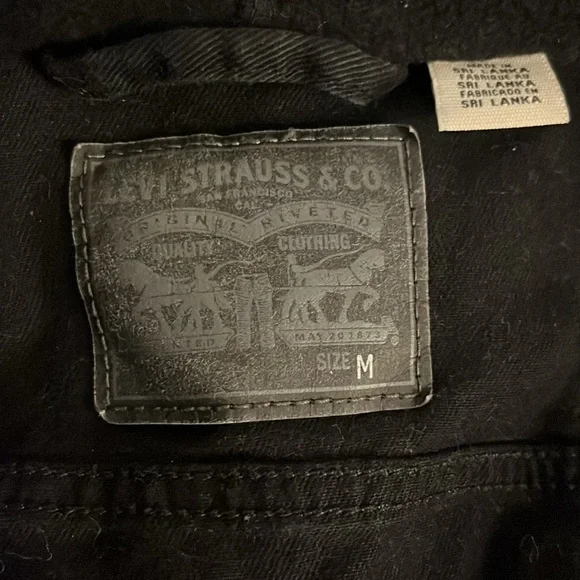 MADE IN
SRI LANKA
FABRIQUE AU
SRI LANKA
FABRICADO EN
SRI LANKA
LEVI STRAUSS & CO.
SAN FRANCISCO
CAL.
ORIGINAL RIVETED
QUALITY CLOTHING
MAY 20 1873
SIZE M